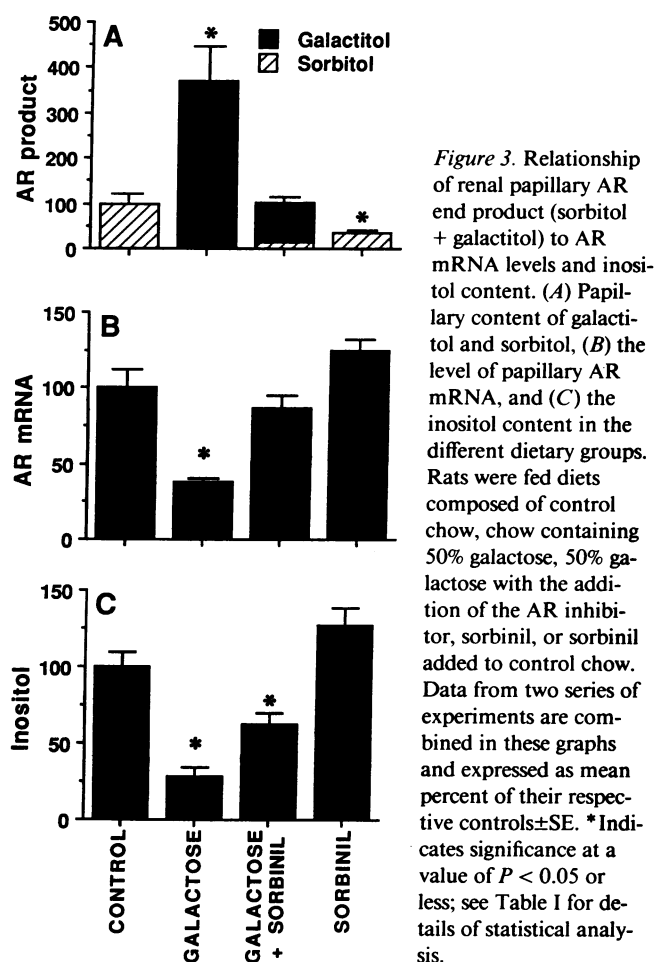 A
AR product
500
400
300
200
100
0
*
*
Galactitol
Sorbitol
B
AR mRNA
150
100
50
0
*
C
Inositol
150
100
50
0
*
*
CONTROL
GALACTOSE
GALACTOSE
+ SORBINIL
SORBINIL
Figure 3. Relationship
of renal papillary AR
end product (sorbitol
+ galactitol) to AR
mRNA levels and inosi-
tol content. (A) Papil-
lary content of galacti-
tol and sorbitol, (B) the
level of papillary AR
mRNA, and (C) the
inositol content in the
different dietary groups.
Rats were fed diets
composed of control
chow, chow containing
50% galactose, 50% ga-
lactose with the addi-
tion of the AR inhibi-
tor, sorbinil, or sorbinil
added to control chow.
Data from two series of
experiments are com-
bined in these graphs
and expressed as mean
percent of their respec-
tive controls±SE. *Indi-
cates significance at a
value of P < 0.05 or
less; see Table I for de-
tails of statistical analy-
sis.